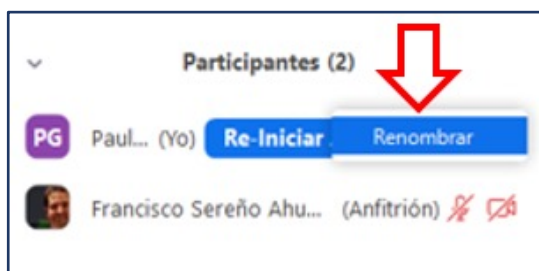 Participantes (2)
PG Paul... (Yo) Re-Iniciar Renombrar
Francisco Sereño Ahu... (Anfitrión)